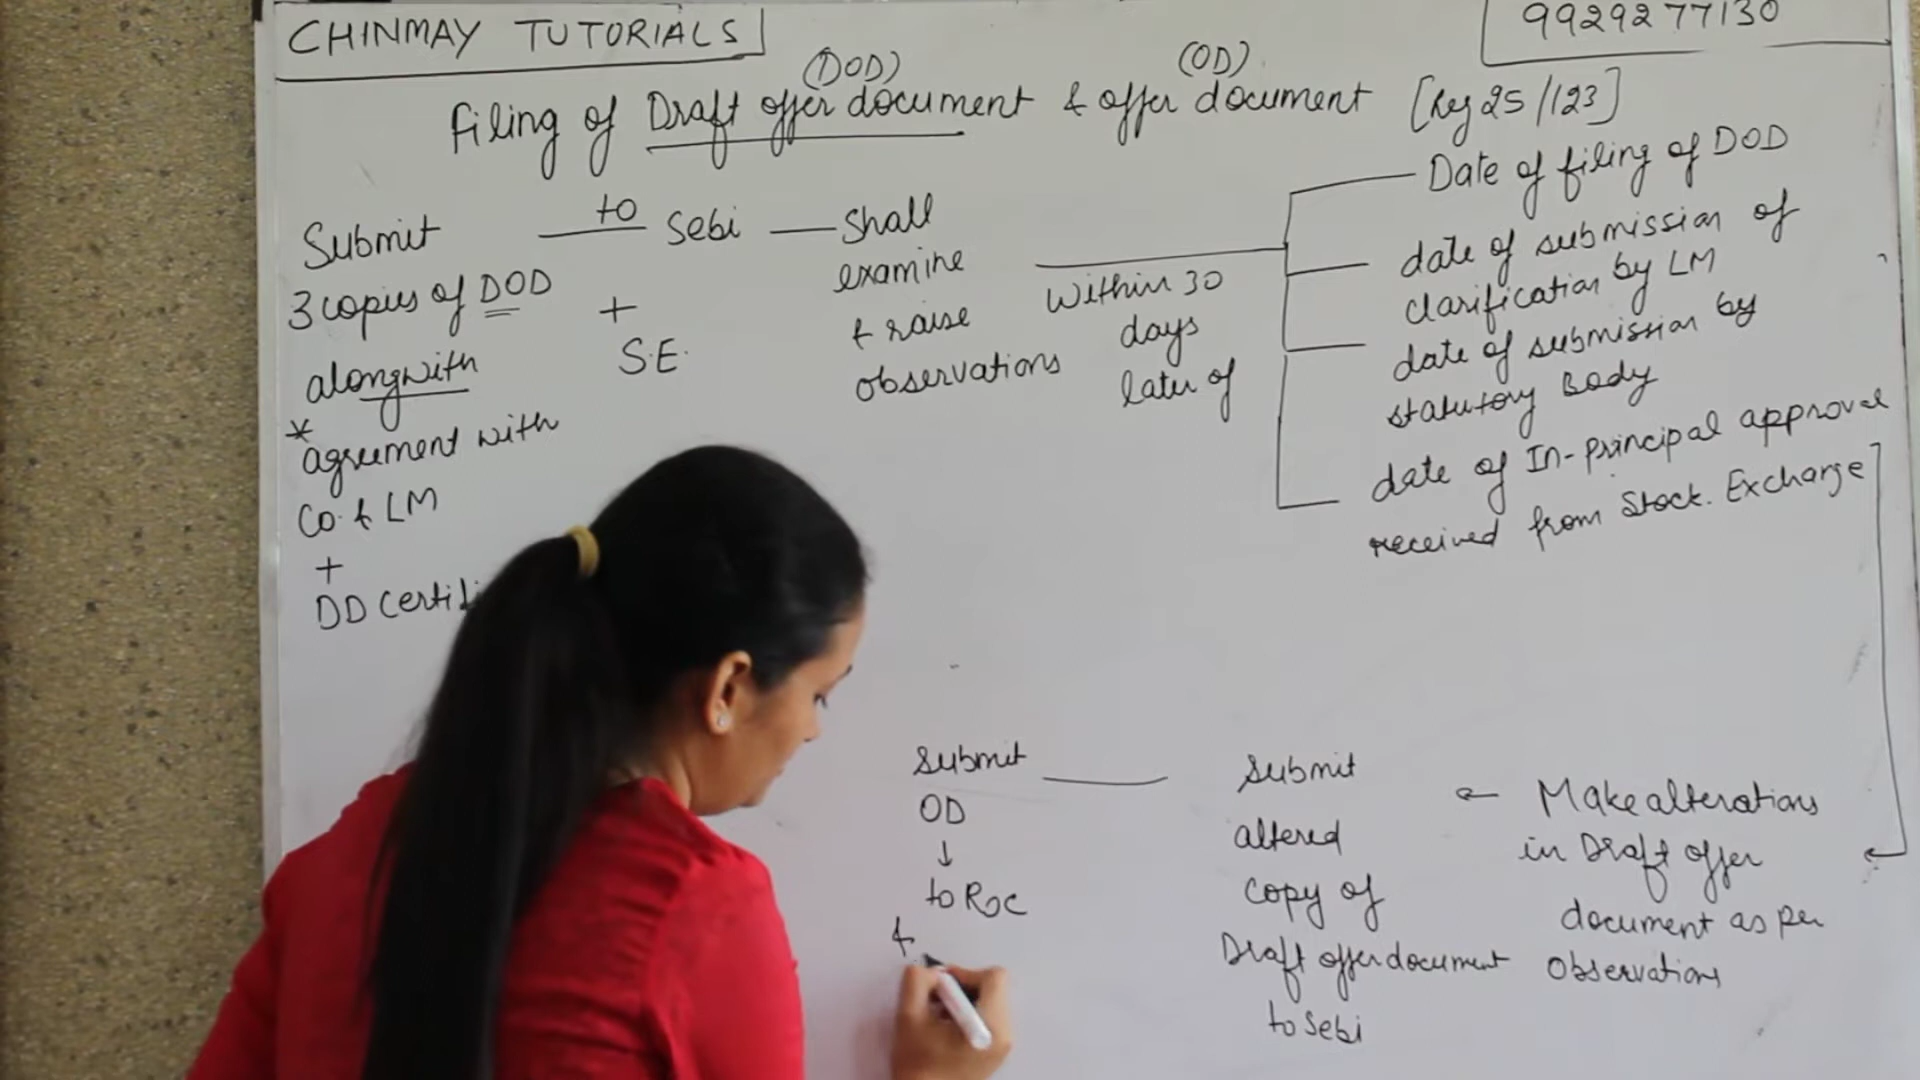 CHINMAY TUTORIALS
9929277130
(DOD)
(OD)
Filing of Draft offer document & offer document [Reg 25/123]
Submit
3 copies of DOD
alongwith
*
agreement with
Co. & LM
+
DD Certifi
to
Sebi
+
S.E.
Shall
examine
& raise
observations
Within 30
days
later of
Date of filing of DOD
date of submission of
clarification by LM
date of submission by
statutory Body
date of In-principal approval
received from Stock. Exchange
Make alterations
in Draft offer
document as per
observations
Submit
altered
copy of
Draft offer document
to Sebi
Submit
OD
↓
to ROC
&